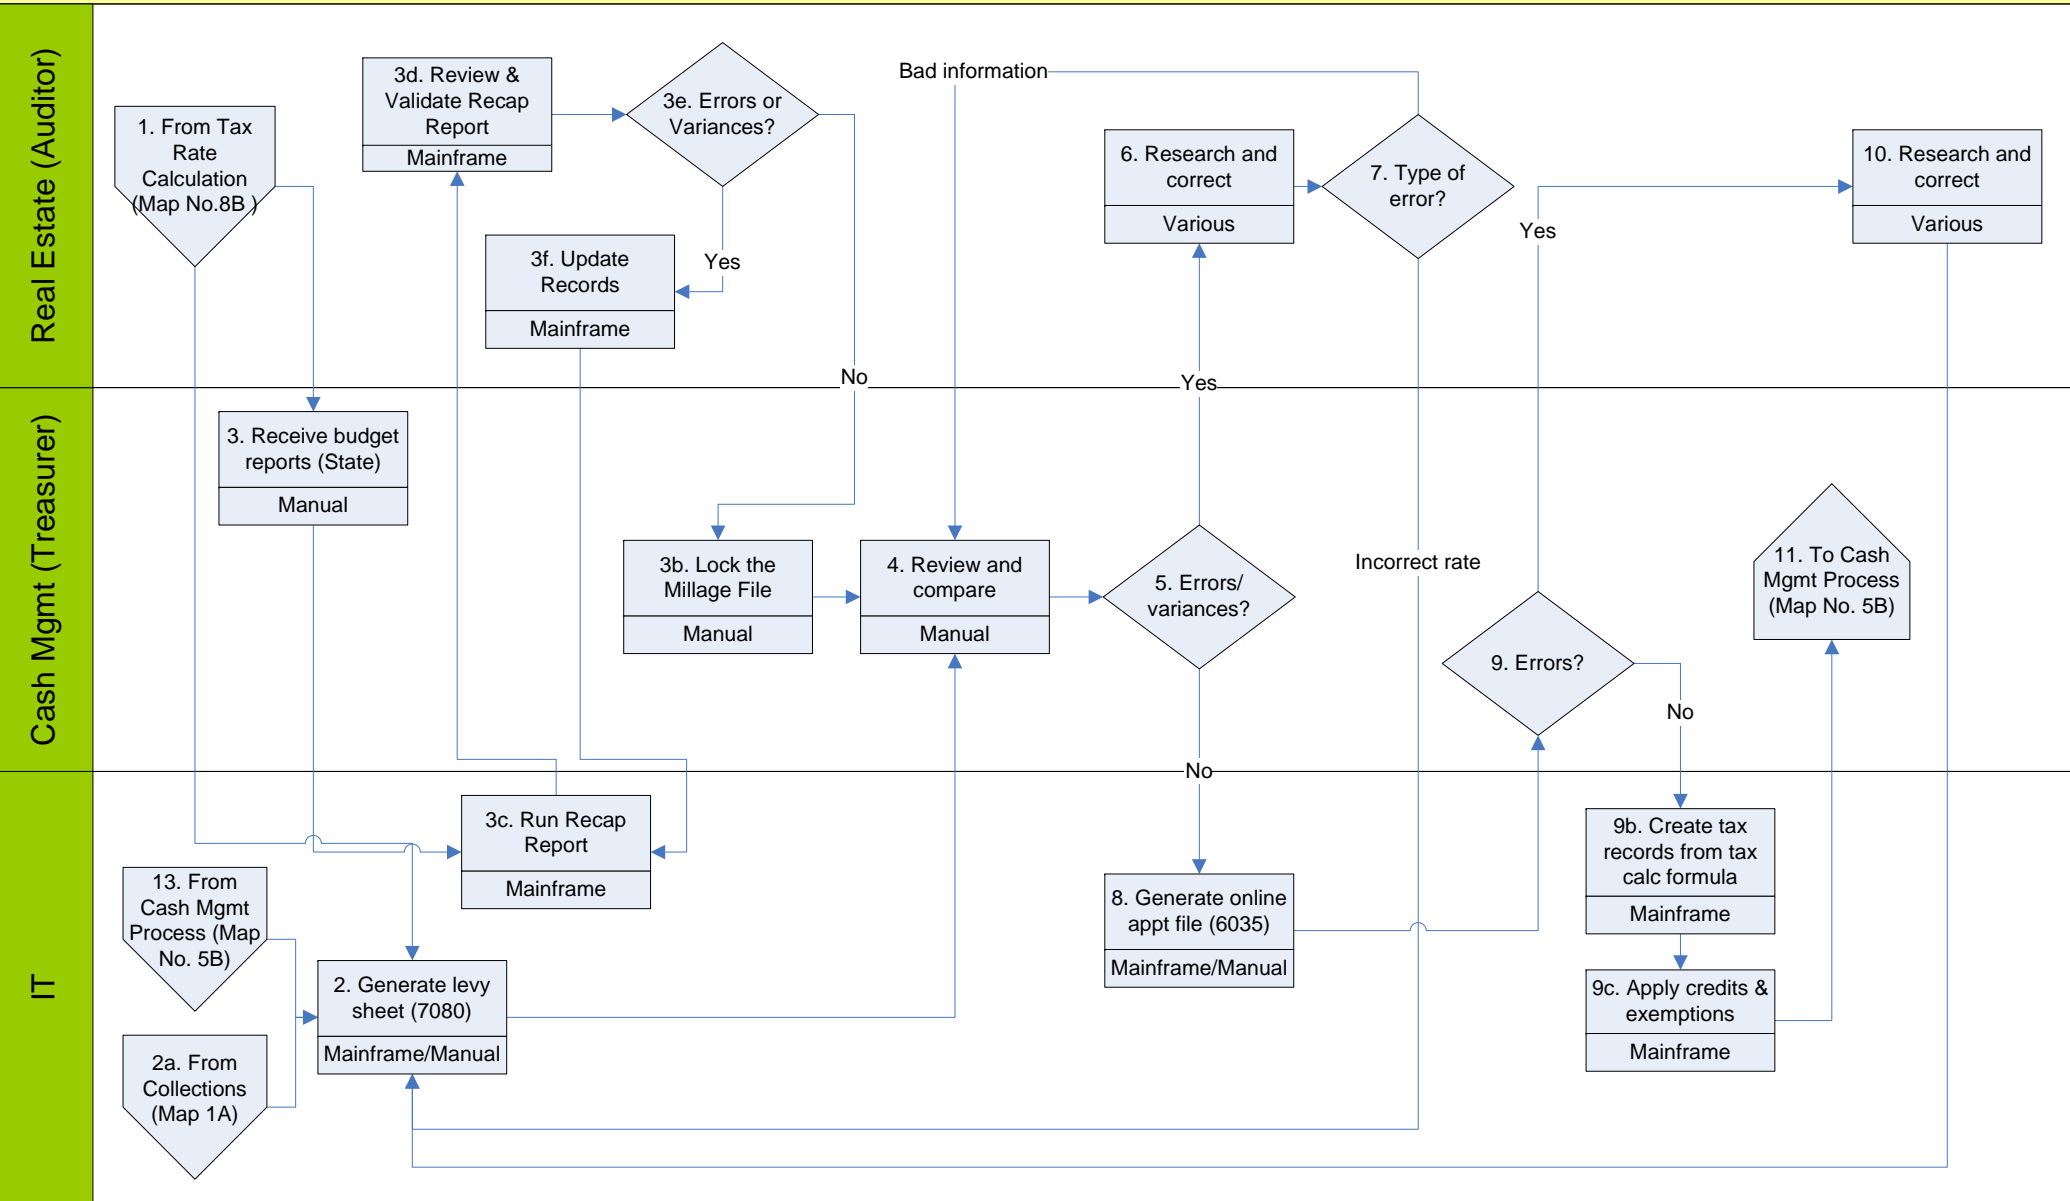 Real Estate (Auditor)
1. From Tax
Rate
Calculation
(Map No.8B )
3d. Review &
Validate Recap
Report
Mainframe
3e. Errors or
Variances?
Yes
3f. Update
Records
Mainframe
No
Bad information
6. Research and
correct
Various
7. Type of
error?
Yes
Yes
10. Research and
correct
Various
Cash Mgmt (Treasurer)
3. Receive budget
reports (State)
Manual
3b. Lock the
Millage File
Manual
4. Review and
compare
Manual
5. Errors/
variances?
No
Incorrect rate
9. Errors?
No
11. To Cash
Mgmt Process
(Map No. 5B)
IT
13. From
Cash Mgmt
Process (Map
No. 5B)
2a. From
Collections
(Map 1A)
2. Generate levy
sheet (7080)
Mainframe/Manual
3c. Run Recap
Report
Mainframe
8. Generate online
appt file (6035)
Mainframe/Manual
9b. Create tax
records from tax
calc formula
Mainframe
9c. Apply credits &
exemptions
Mainframe